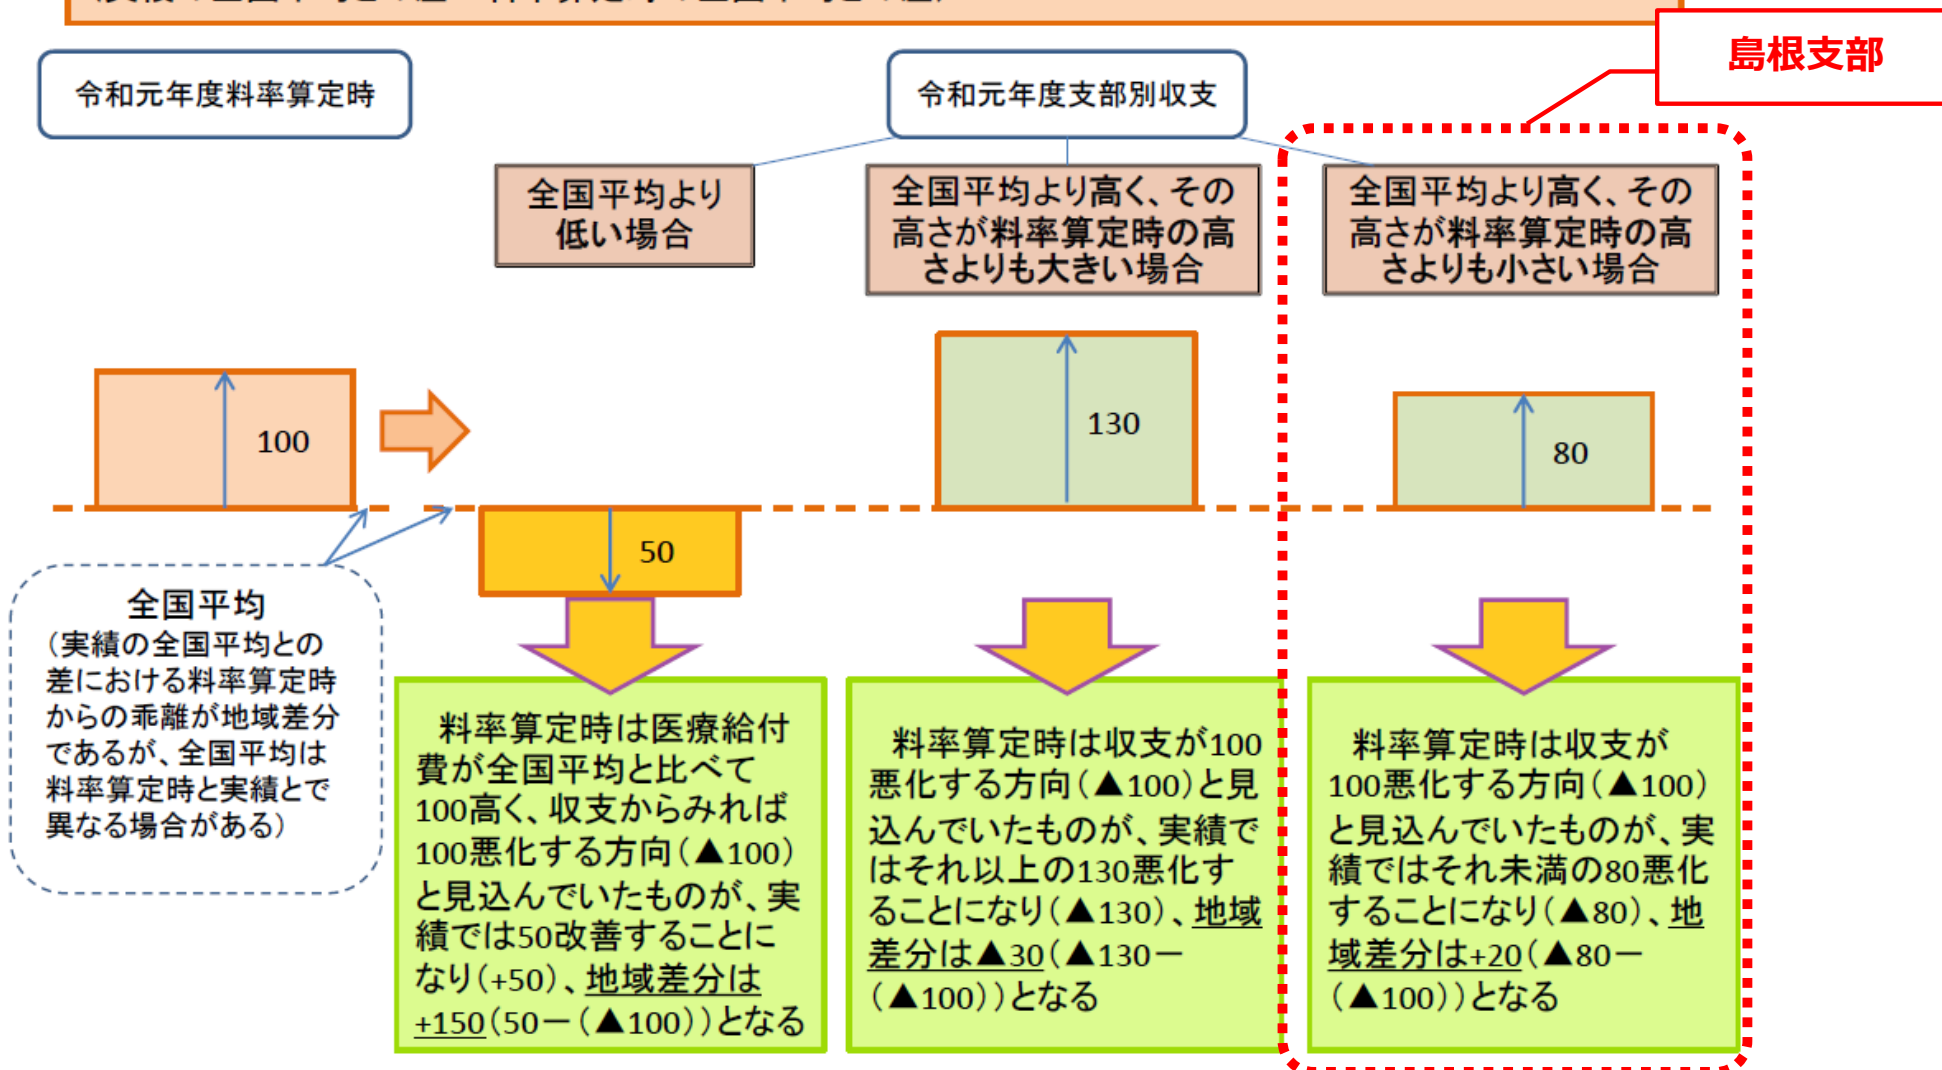 島根支部
令和元年度料率算定時
令和元年度支部別収支
全国平均より
低い場合
全国平均より高く、その
高さが料率算定時の高
さよりも大きい場合
全国平均より高く、その
高さが料率算定時の高
さよりも小さい場合
100
50
130
80
全国平均
（実績の全国平均との
差における料率算定時
からの乖離が地域差分
であるが、全国平均は
料率算定時と実績とで
異なる場合がある）
料率算定時は医療給付
費が全国平均と比べて
100高く、収支からみれば
100悪化する方向（▲100）
と見込んでいたものが、実
績では50改善することに
なり（+50）、地域差分は
+150（50－（▲100））となる
料率算定時は収支が100
悪化する方向（▲100）と見
込んでいたものが、実績で
はそれ以上の130悪化す
ることになり（▲130）、地域
差分は▲30（▲130－
（▲100））となる
料率算定時は収支が
100悪化する方向（▲100）
と見込んでいたものが、実
績ではそれ未満の80悪化
することになり（▲80）、地
域差分は+20（▲80－
（▲100））となる